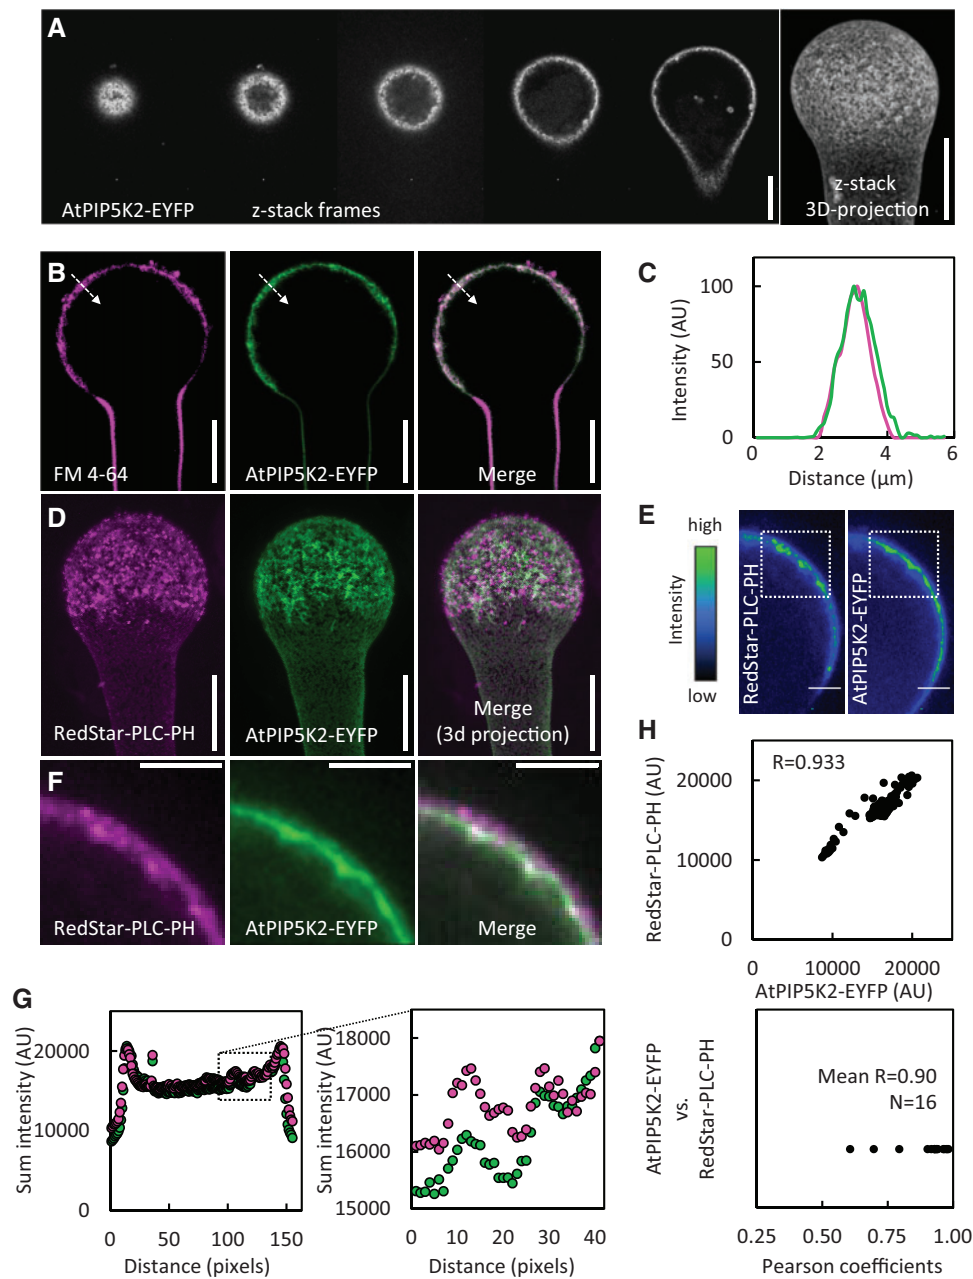 A
AtPIP5K2-EYFP
z-stack frames
z-stack
3D-projection
B
FM 4-64
AtPIP5K2-EYFP
Merge
C
Intensity (AU)
100
50
0
0
2
4
6
Distance (µm)
D
RedStar-PLC-PH
AtPIP5K2-EYFP
Merge
(3d projection)
E
high
Intensity
low
RedStar-PLC-PH
AtPIP5K2-EYFP
F
RedStar-PLC-PH
AtPIP5K2-EYFP
Merge
H
R=0.933
RedStar-PLC-PH (AU)
20000
10000
0
0
10000
20000
AtPIP5K2-EYFP (AU)
G
Sum intensity (AU)
20000
10000
0
0
50
100
150
Distance (pixels)
Sum intensity (AU)
18000
17000
16000
15000
0
10
20
30
40
Distance (pixels)
AtPIP5K2-EYFP
vs.
RedStar-PLC-PH
Mean R=0.90
N=16
0.25
0.50
0.75
1.00
Pearson coefficients